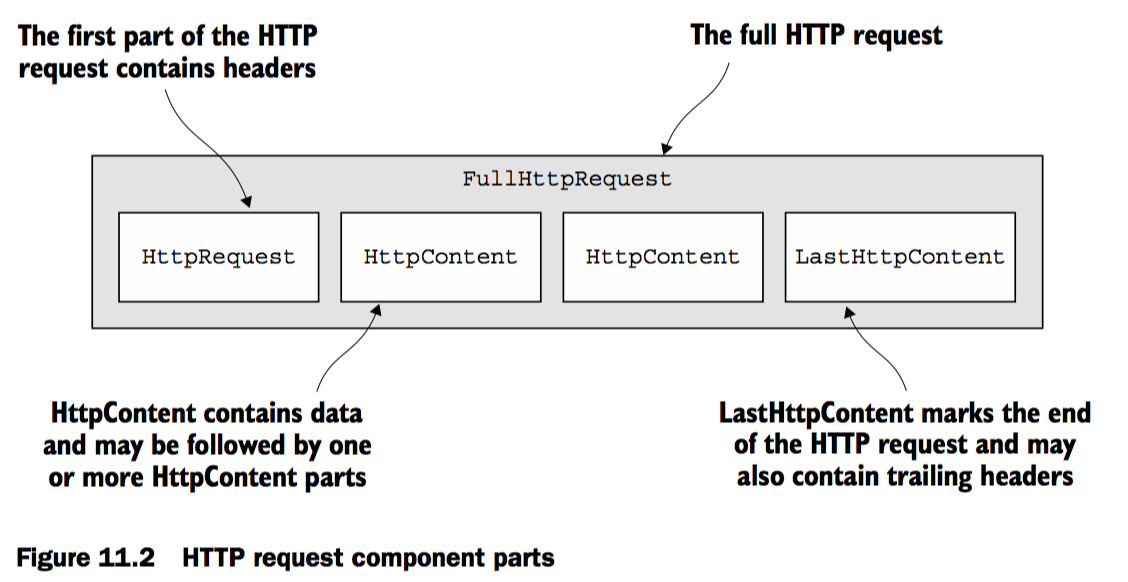 The first part of the HTTP
request contains headers
The full HTTP request
FullHttpRequest
HttpRequest
HttpContent
HttpContent
LastHttpContent
HttpContent contains data
and may be followed by one
or more HttpContent parts
LastHttpContent marks the end
of the HTTP request and may
also contain trailing headers
Figure 11.2 HTTP request component parts